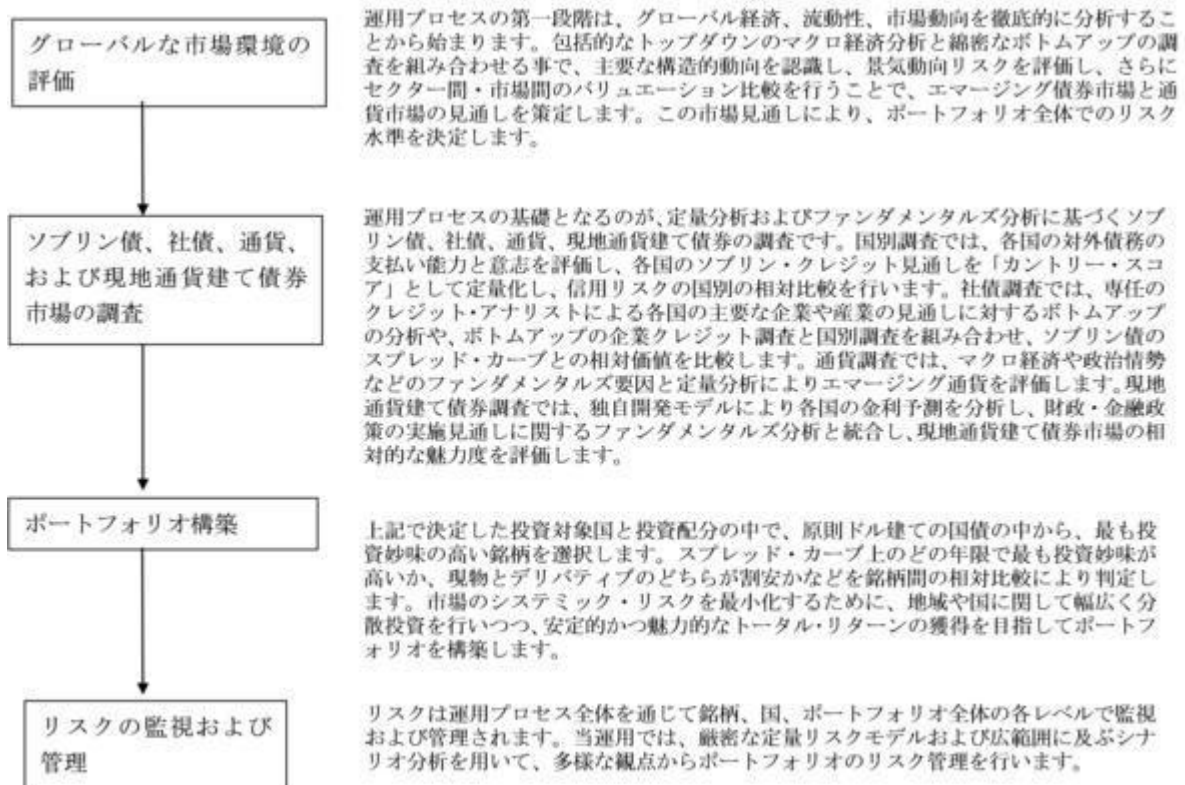 グローバルな市場環境の
評価
運用プロセスの第一段階は、グローバル経済、流動性、市場動向を徹底的に分析するこ
とから始まります。包括的なトップダウンのマクロ経済分析と綿密なボトムアップの調
査を組み合わせる事で、主要な構造的動向を認識し、景気動向リスクを評価し、さらに
セクター間・市場間のバリュエーション比較を行うことで、エマージング債券市場と通
貨市場の見通しを策定します。この市場見通しにより、ポートフォリオ全体でのリスク
水準を決定します。
ソブリン債、社債、通貨、
および現地通貨建て債券
市場の調査
運用プロセスの基礎となるのが、定量分析およびファンダメンタルズ分析に基づくソブ
リン債、社債、通貨、現地通貨建て債券の調査です。国別調査では、各国の対外債務の
支払い能力と意志を評価し、各国のソブリン・クレジット見通しを「カントリー・スコ
ア」として定量化し、信用リスクの国別の相対比較を行います。社債調査では、専任の
クレジット・アナリストによる各国の主要な企業や産業の見通しに対するボトムアップ
の分析や、ボトムアップの企業クレジット調査と国別調査を組み合わせ、ソブリン債の
スプレッド・カーブとの相対価値を比較します。通貨調査では、マクロ経済や政治情勢
などのファンダメンタルズ要因と定量分析によりエマージング通貨を評価します。現地
通貨建て債券調査では、独自開発モデルにより各国の金利予測を分析し、財政・金融政
策の実施見通しに関するファンダメンタルズ分析と統合し、現地通貨建て債券市場の相
対的な魅力度を評価します。
ポートフォリオ構築
上記で決定した投資対象国と投資配分の中で、原則ドル建ての国債の中から、最も投
資妙味の高い銘柄を選択します。スプレッド・カーブ上のどの年限で最も投資妙味が
高いか、現物とデリバティブのどちらが割安かなどを銘柄間の相対比較により判定し
ます。市場のシステミック・リスクを最小化するために、地域や国に関して幅広く分
散投資を行いつつ、安定的かつ魅力的なトータル・リターンの獲得を目指してポートフ
ォリオを構築します。
リスクの監視および
管理
リスクは運用プロセス全体を通じて銘柄、国、ポートフォリオ全体の各レベルで監視
および管理されます。当運用では、厳密な定量リスクモデルおよび広範囲に及ぶシナ
リオ分析を用いて、多様な観点からポートフォリオのリスク管理を行います。